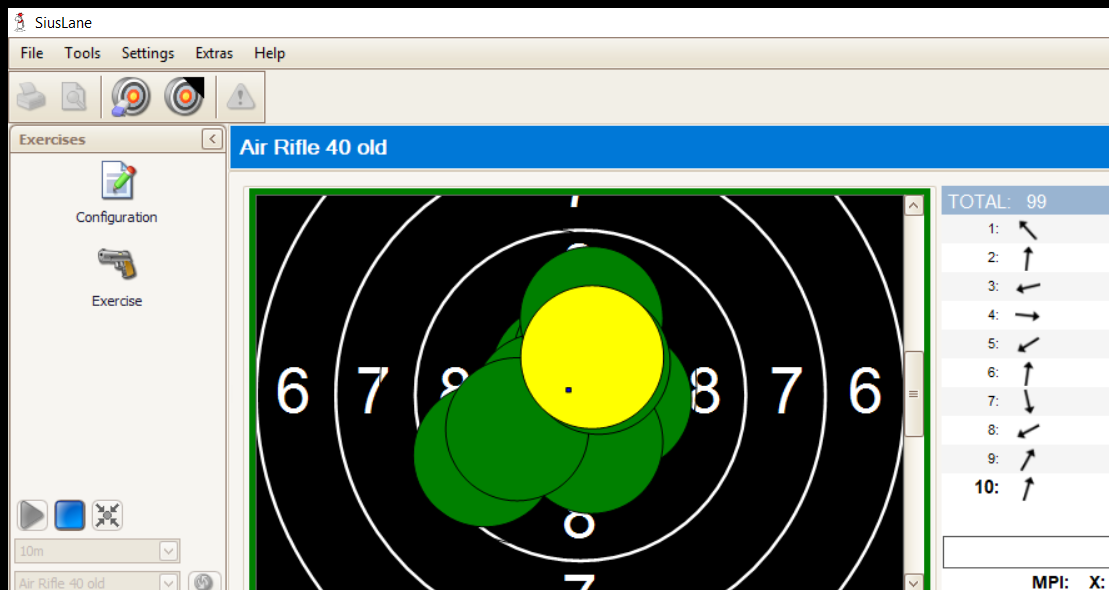 SiusLane
File Tools Settings Extras Help
Exercises
Air Rifle 40 old
Configuration
Exercise
10m
Air Rifle 40 old
6 7 8 8 7 6
8
7
TOTAL: 99
1:
2:
3:
4:
5:
6:
7:
8:
9:
10:
MPI: X: